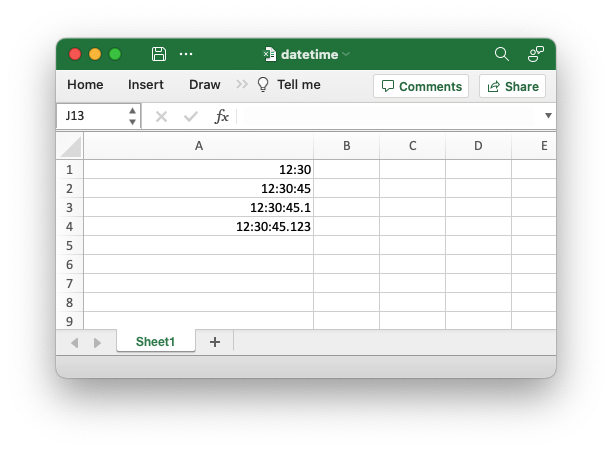 datetime
Home Insert Draw >> Tell me Comments Share
J13 fx
A B C D E
1 12:30
2 12:30:45
3 12:30:45.1
4 12:30:45.123
5
6
7
8
9
Sheet1 +